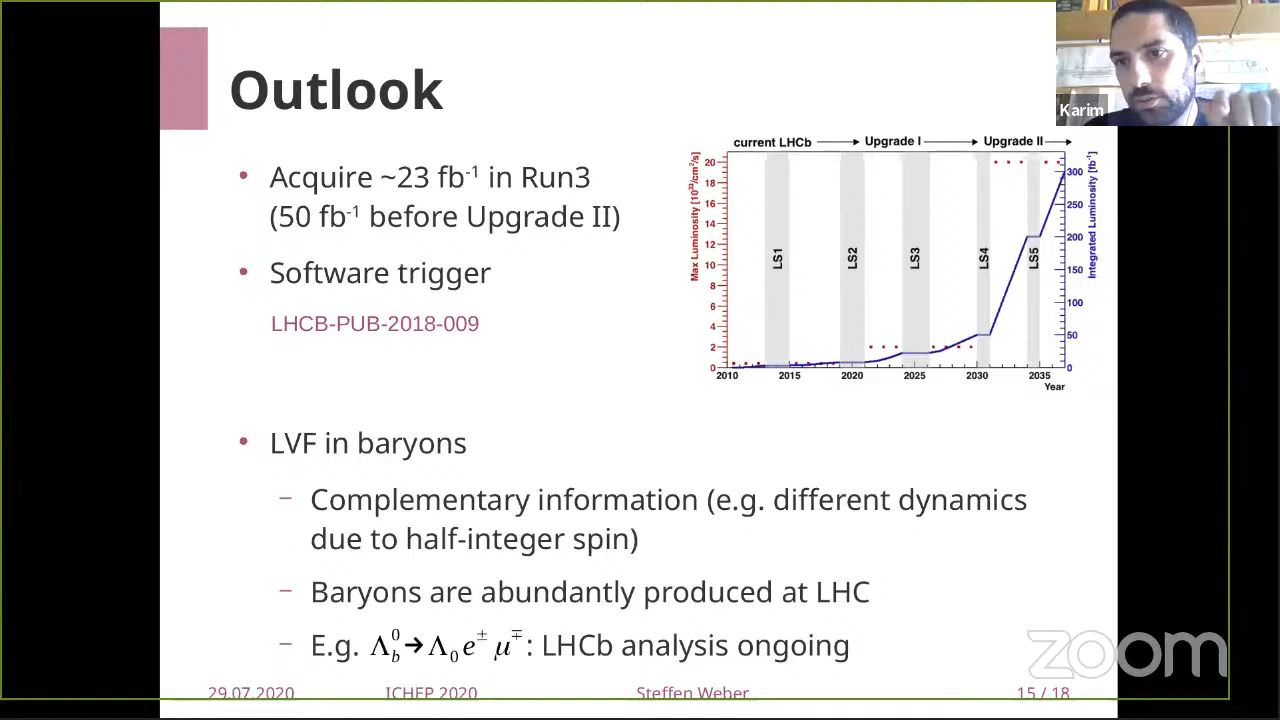 Outlook
Karim
• Acquire ~23 fb⁻¹ in Run3
(50 fb⁻¹ before Upgrade II)
• Software trigger
LHCB-PUB-2018-009
current LHCb → Upgrade I → Upgrade II →
Max Luminosity [10³³/cm²/s]
20
18
16
14
12
10
8
6
4
2
0
LS1 LS2 LS3 LS4 LS5
300
250
200
150
100
50
0
Integrated Luminosity [fb⁻¹]
2010 2015 2020 2025 2030 2035
Year
• LVF in baryons
– Complementary information (e.g. different dynamics
due to half-integer spin)
– Baryons are abundantly produced at LHC
– E.g. Λ⁰_b → Λ₀ e^± μ^∓ : LHCb analysis ongoing
zoom
29.07.2020 ICHEP 2020 Steffen Weber 15 / 18